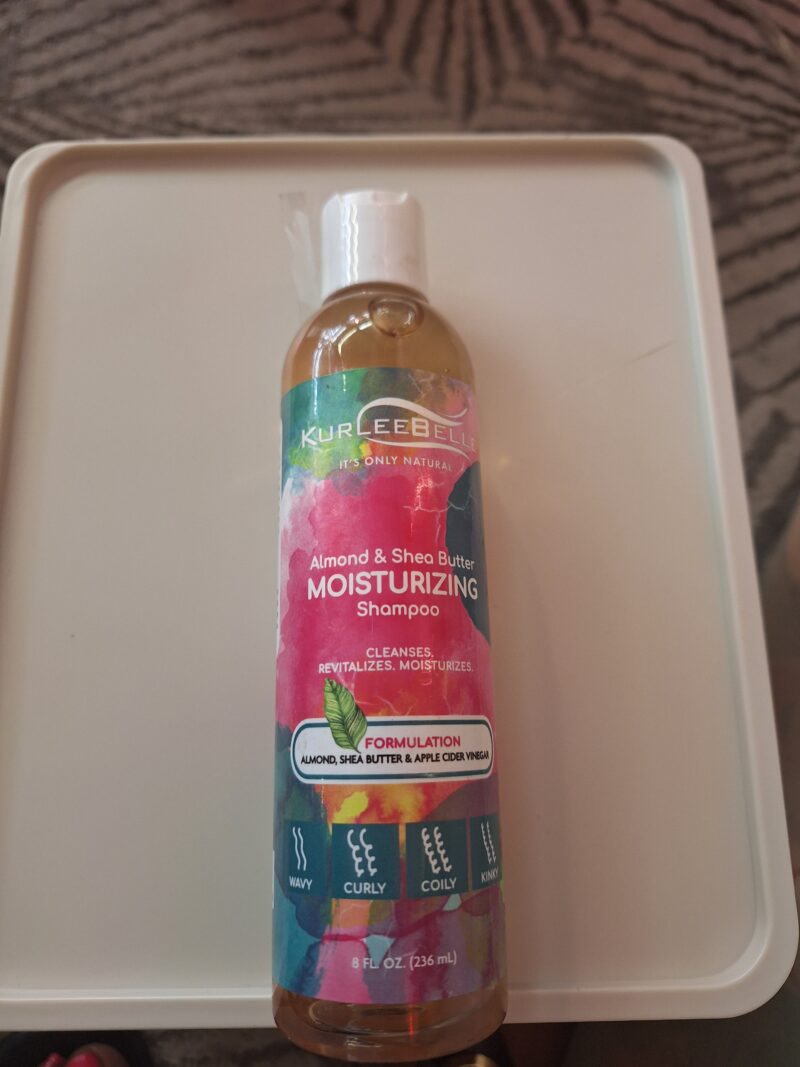 KURLEEBELLE
IT'S ONLY NATURAL
Almond & Shea Butter
MOISTURIZING
Shampoo
CLEANSES.
REVITALIZES. MOISTURIZES.
FORMULATION
ALMOND, SHEA BUTTER & APPLE CIDER VINEGAR
WAVY CURLY COILY KINKY
8 FL. OZ. (236 mL)